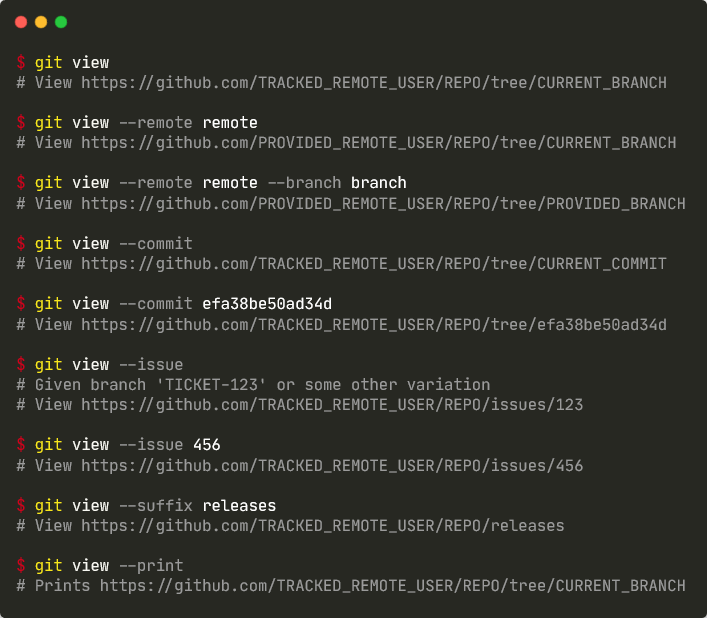 $ git view
# View https://github.com/TRACKED_REMOTE_USER/REPO/tree/CURRENT_BRANCH
$ git view --remote remote
# View https://github.com/PROVIDED_REMOTE_USER/REPO/tree/CURRENT_BRANCH
$ git view --remote remote --branch branch
# View https://github.com/PROVIDED_REMOTE_USER/REPO/tree/PROVIDED_BRANCH
$ git view --commit
# View https://github.com/TRACKED_REMOTE_USER/REPO/tree/CURRENT_COMMIT
$ git view --commit efa38be50ad34d
# View https://github.com/TRACKED_REMOTE_USER/REPO/tree/efa38be50ad34d
$ git view --issue
# Given branch 'TICKET-123' or some other variation
# View https://github.com/TRACKED_REMOTE_USER/REPO/issues/123
$ git view --issue 456
# View https://github.com/TRACKED_REMOTE_USER/REPO/issues/456
$ git view --suffix releases
# View https://github.com/TRACKED_REMOTE_USER/REPO/releases
$ git view --print
# Prints https://github.com/TRACKED_REMOTE_USER/REPO/tree/CURRENT_BRANCH